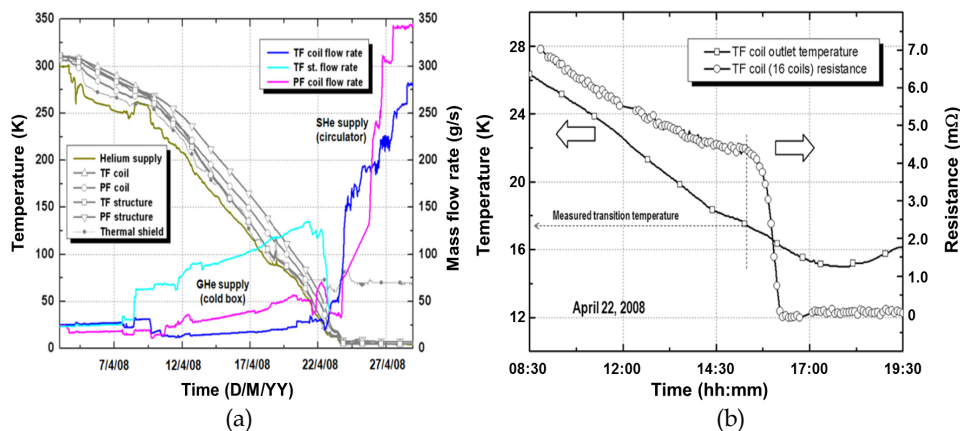 350
300
250
200
150
100
50
0
Temperature (K)
350
300
250
200
150
100
50
0
Mass flow rate (g/s)
TF coil flow rate
TF st. flow rate
PF coil flow rate
SHe supply
(circulator)
Helium supply
TF coil
PF coil
TF structure
PF structure
Thermal shield
GHe supply
(cold box)
7/4/08 12/4/08 17/4/08 22/4/08 27/4/08
Time (D/M/YY)
(a)
28
26
24
22
20
18
16
14
12
Temperature (K)
7.0
6.0
5.0
4.0
3.0
2.0
1.0
0
Resistance (mΩ)
TF coil outlet temperature
TF coil (16 coils) resistance
Measured transition temperature
April 22, 2008
08:30 12:00 14:30 17:00 19:30
Time (hh:mm)
(b)